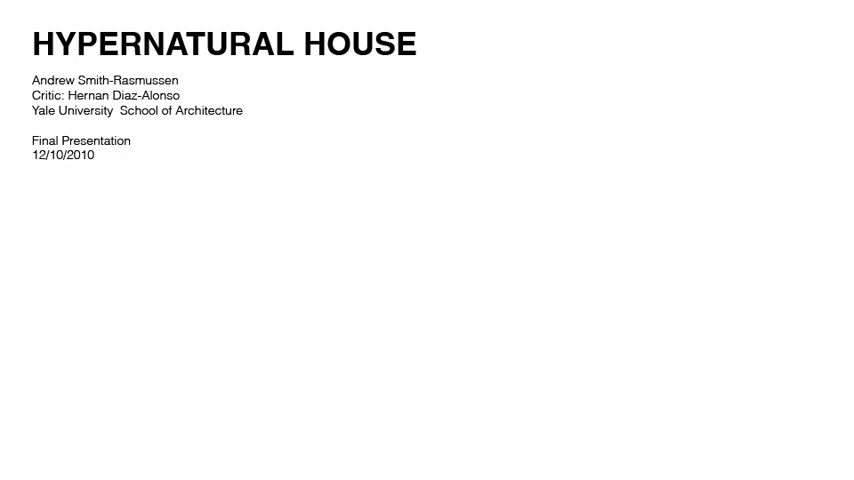 HYPERNATURAL HOUSE
Andrew Smith-Rasmussen
Critic: Hernan Diaz-Alonso
Yale University  School of Architecture
Final Presentation
12/10/2010